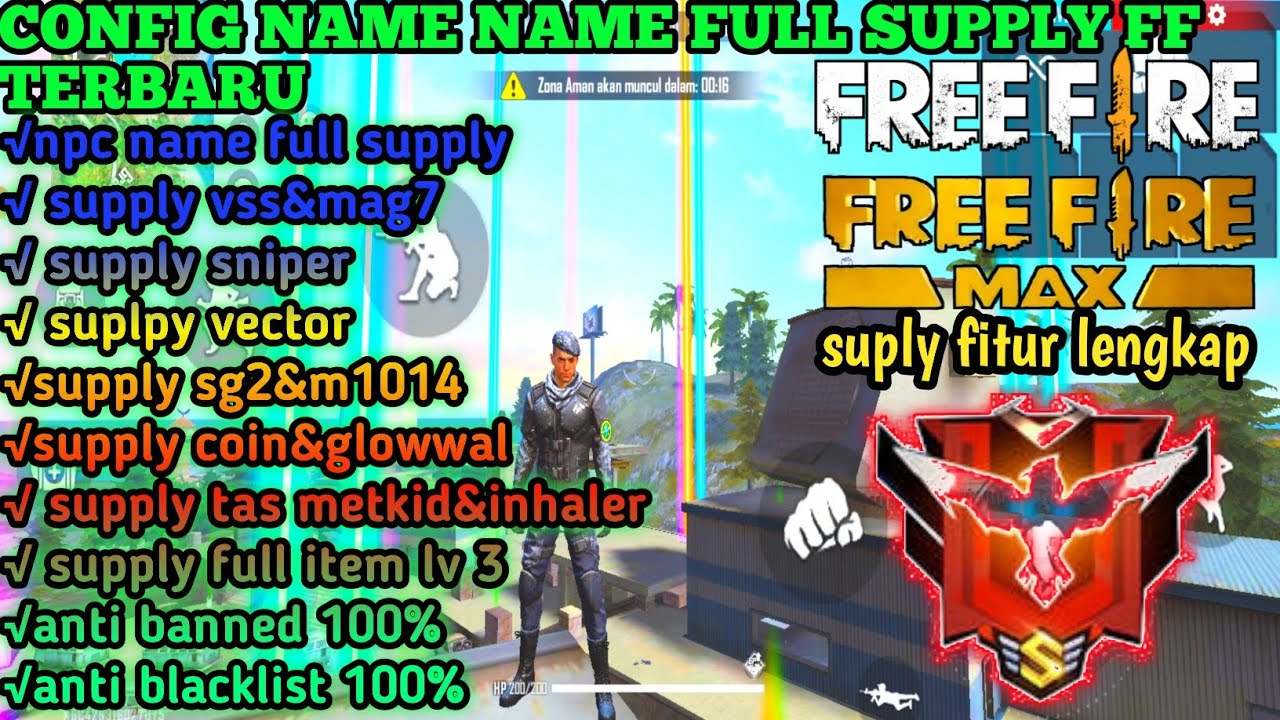 CONFIG NAME NAME FULL SUPPLY FF
TERBARU
Zona Aman akan muncul dalam: 00:16
FREE FIRE
√npc name full supply
√ supply vss&mag7
FREE FIRE
√ supply sniper
MAX
√ suplpy vector
suply fitur lengkap
√supply sg2&m1014
√supply coin&glowwal
√ supply tas metkid&inhaler
√ supply full item lv 3
√anti banned 100%
√anti blacklist 100%
S
HP 200/200